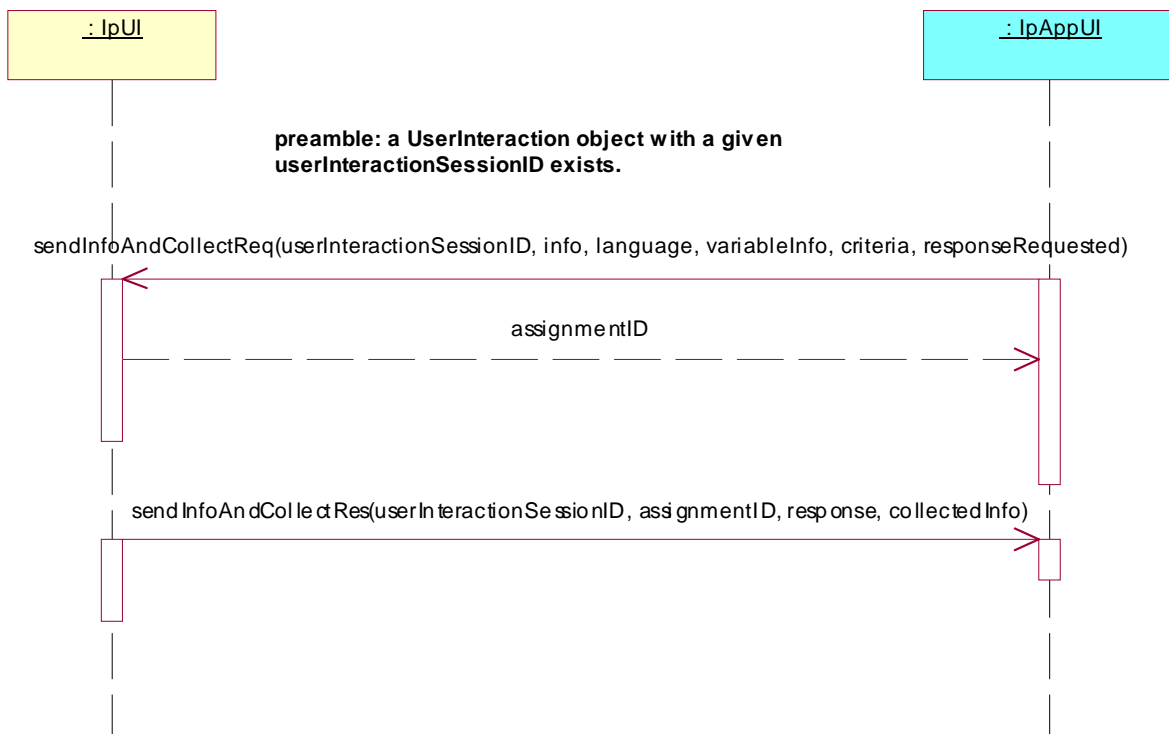 : IpUI
: IpAppUI
preamble: a UserInteraction object with a given
userInteractionSessionID exists.
sendInfoAndCollectReq(userInteractionSessionID, info, language, variableInfo, criteria, responseRequested)
assignmentID
sendInfoAndCollectRes(userInteractionSessionID, assignmentID, response, collectedInfo)